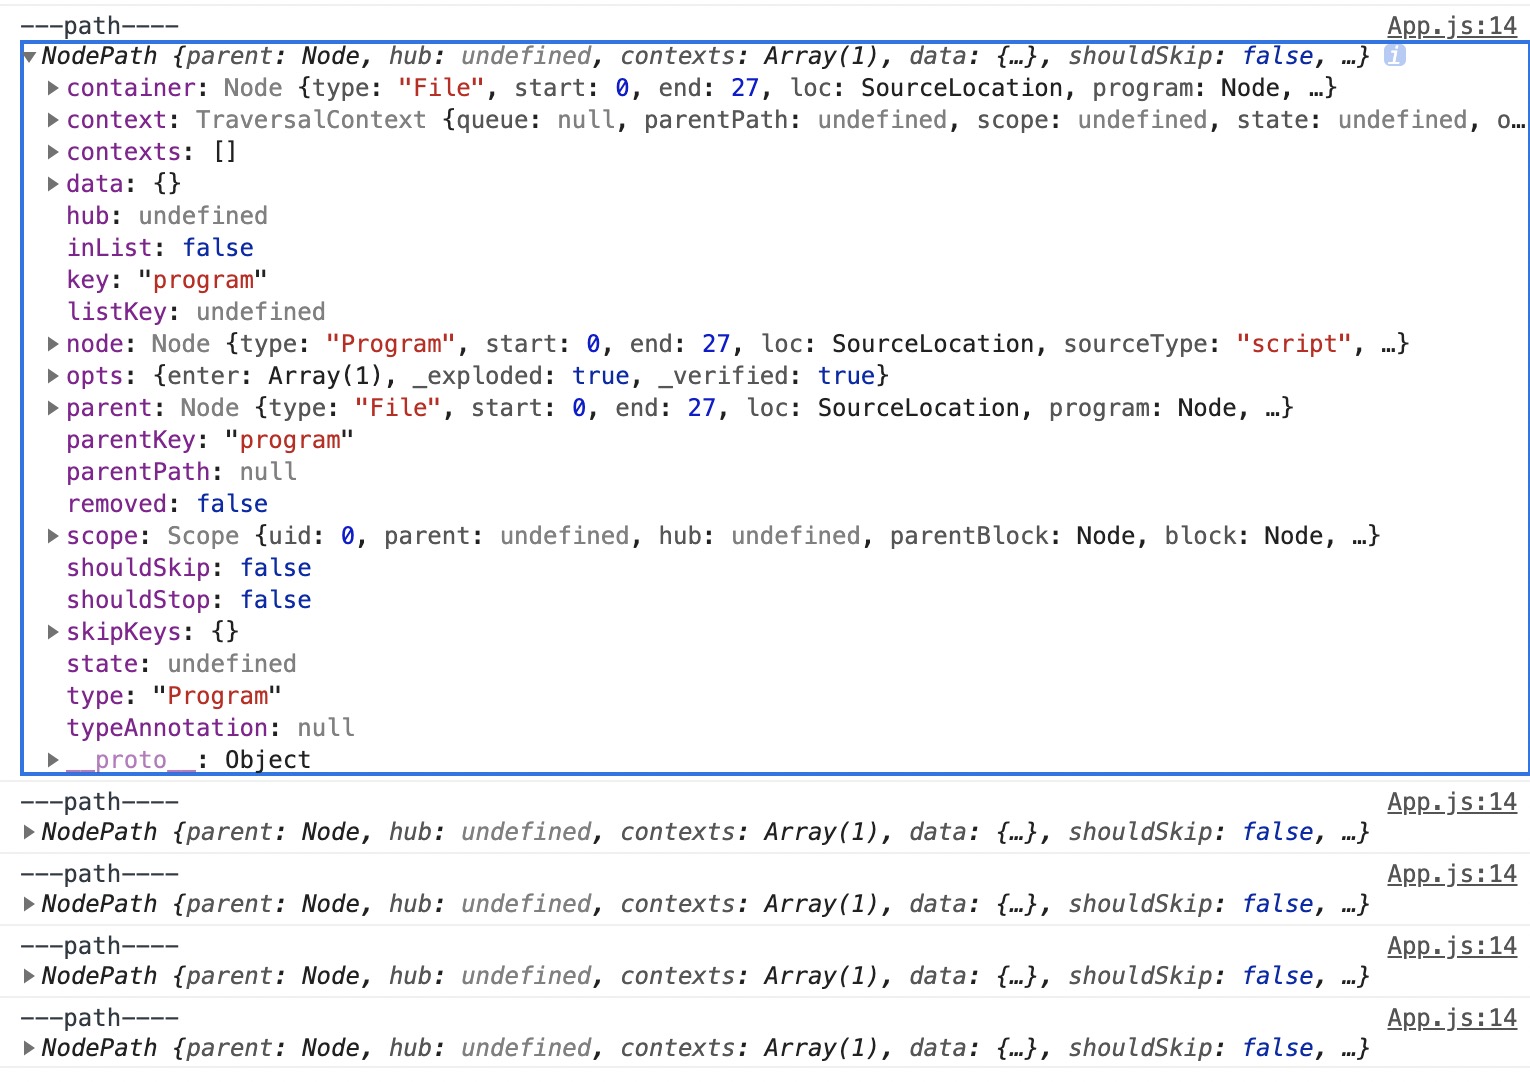 ---path---- App.js:14
▼NodePath {parent: Node, hub: undefined, contexts: Array(1), data: {…}, shouldSkip: false, …} i
▶container: Node {type: "File", start: 0, end: 27, loc: SourceLocation, program: Node, …}
▶context: TraversalContext {queue: null, parentPath: undefined, scope: undefined, state: undefined, o…
▶contexts: []
▶data: {}
hub: undefined
inList: false
key: "program"
listKey: undefined
▶node: Node {type: "Program", start: 0, end: 27, loc: SourceLocation, sourceType: "script", …}
▶opts: {enter: Array(1), _exploded: true, _verified: true}
▶parent: Node {type: "File", start: 0, end: 27, loc: SourceLocation, program: Node, …}
parentKey: "program"
parentPath: null
removed: false
▶scope: Scope {uid: 0, parent: undefined, hub: undefined, parentBlock: Node, block: Node, …}
shouldSkip: false
shouldStop: false
▶skipKeys: {}
state: undefined
type: "Program"
typeAnnotation: null
▶__proto__: Object
---path---- App.js:14
▶NodePath {parent: Node, hub: undefined, contexts: Array(1), data: {…}, shouldSkip: false, …}
---path---- App.js:14
▶NodePath {parent: Node, hub: undefined, contexts: Array(1), data: {…}, shouldSkip: false, …}
---path---- App.js:14
▶NodePath {parent: Node, hub: undefined, contexts: Array(1), data: {…}, shouldSkip: false, …}
---path---- App.js:14
▶NodePath {parent: Node, hub: undefined, contexts: Array(1), data: {…}, shouldSkip: false, …}